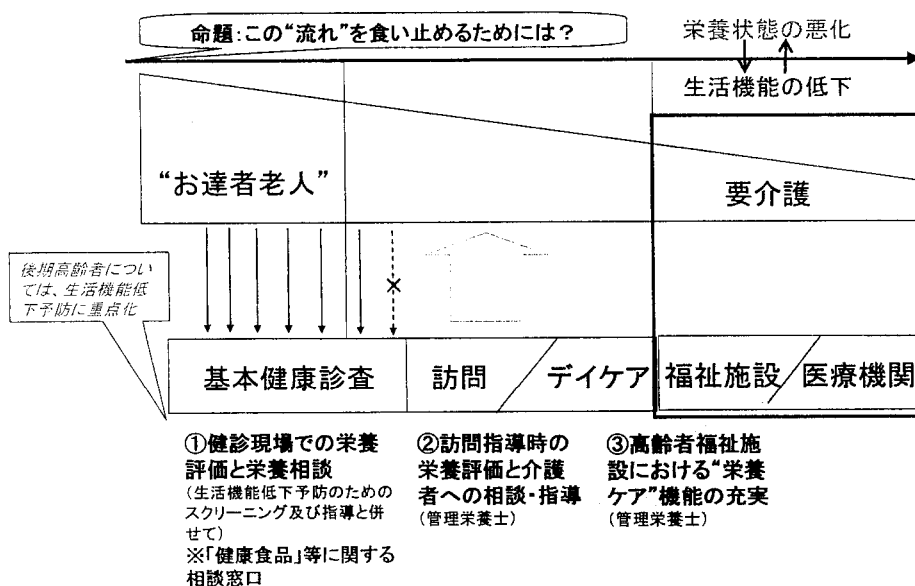 命題:この“流れ”を食い止めるためには?
栄養状態の悪化
生活機能の低下
“お達者老人”
要介護
後期高齢者につい
ては、生活機能低
下予防に重点化
×
基本健康診査
訪問
デイケア
福祉施設
医療機関
①健診現場での栄養
評価と栄養相談
(生活機能低下予防のための
スクリーニング及び指導と併
せて)
※「健康食品」等に関する
相談窓口
②訪問指導時の
栄養評価と介護
者への相談・指導
(管理栄養士)
③高齢者福祉施
設における“栄養
ケア”機能の充実
(管理栄養士)